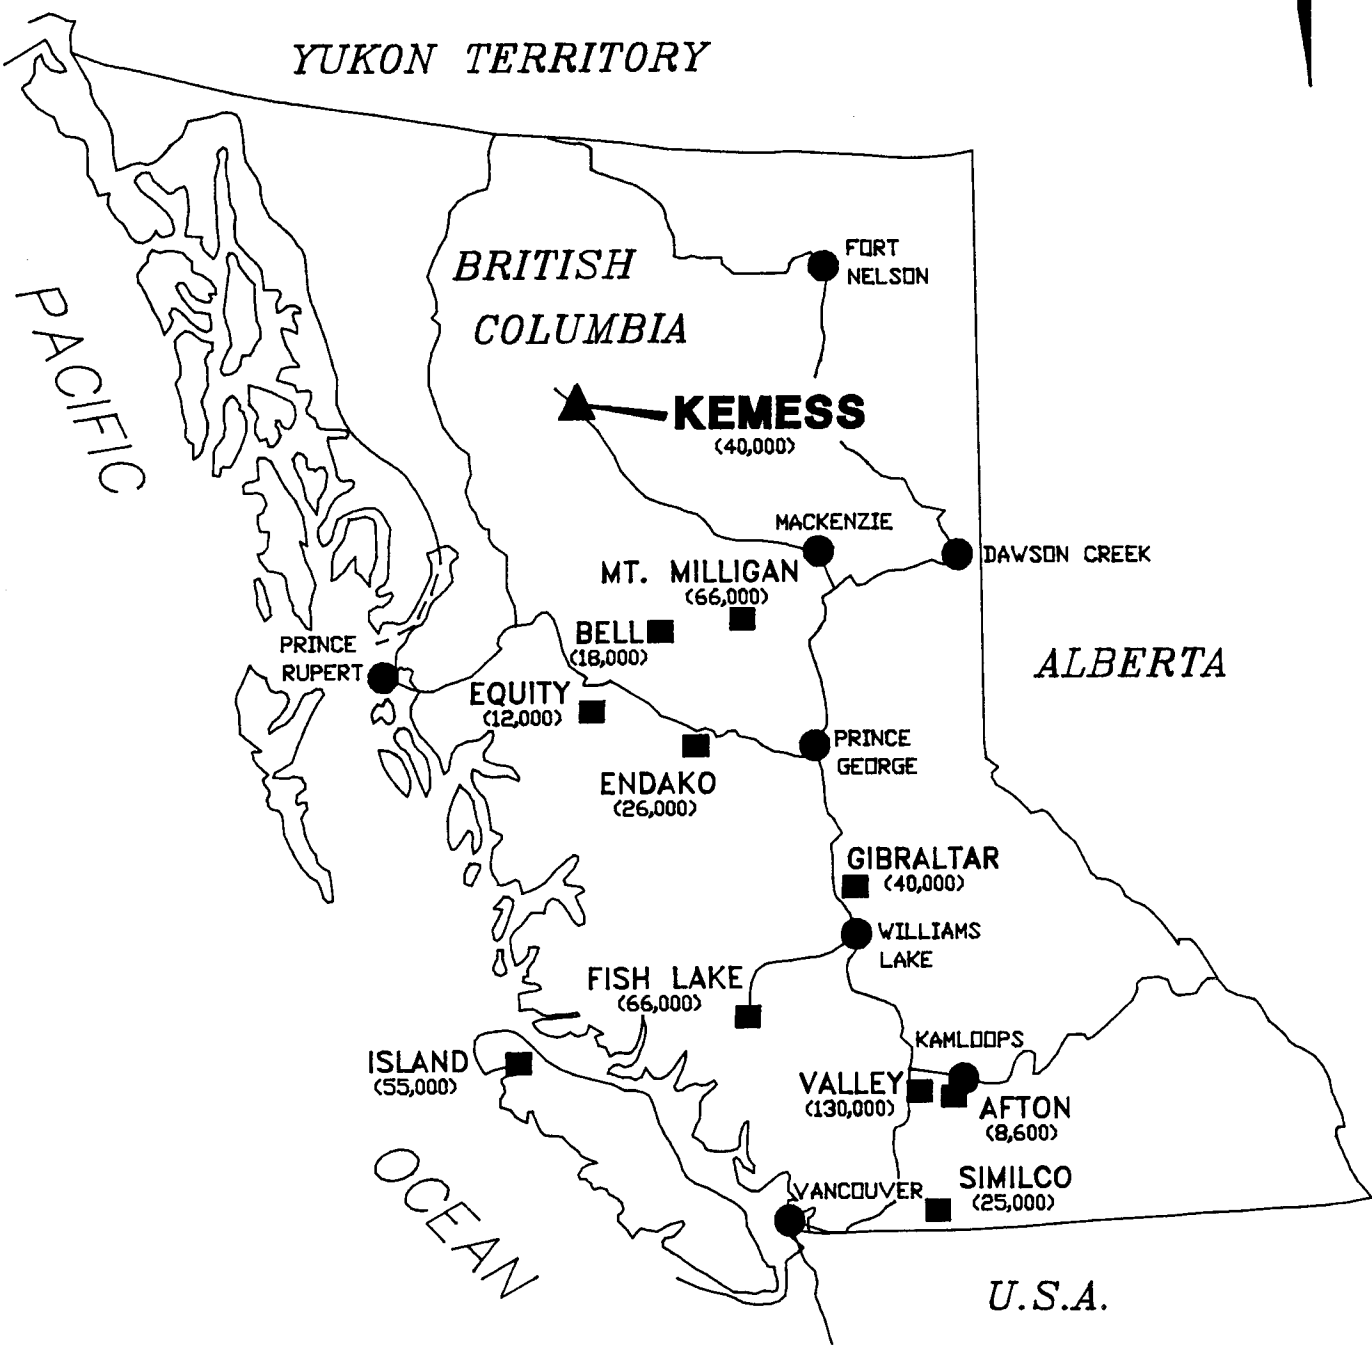 YUKON TERRITORY
FORT
NELSON
BRITISH
COLUMBIA
PACIFIC
KEMESS
(40,000)
MACKENZIE
DAWSON CREEK
MT. MILLIGAN
(66,000)
BELL
(18,000)
PRINCE
RUPERT
ALBERTA
EQUITY
(12,000)
PRINCE
GEORGE
ENDAKO
(26,000)
GIBRALTAR
(40,000)
WILLIAMS
LAKE
FISH LAKE
(66,000)
KAMLOOPS
ISLAND
(55,000)
VALLEY
(130,000)
AFTON
(8,600)
OCEAN
VANCOUVER
SIMILCO
(25,000)
U.S.A.